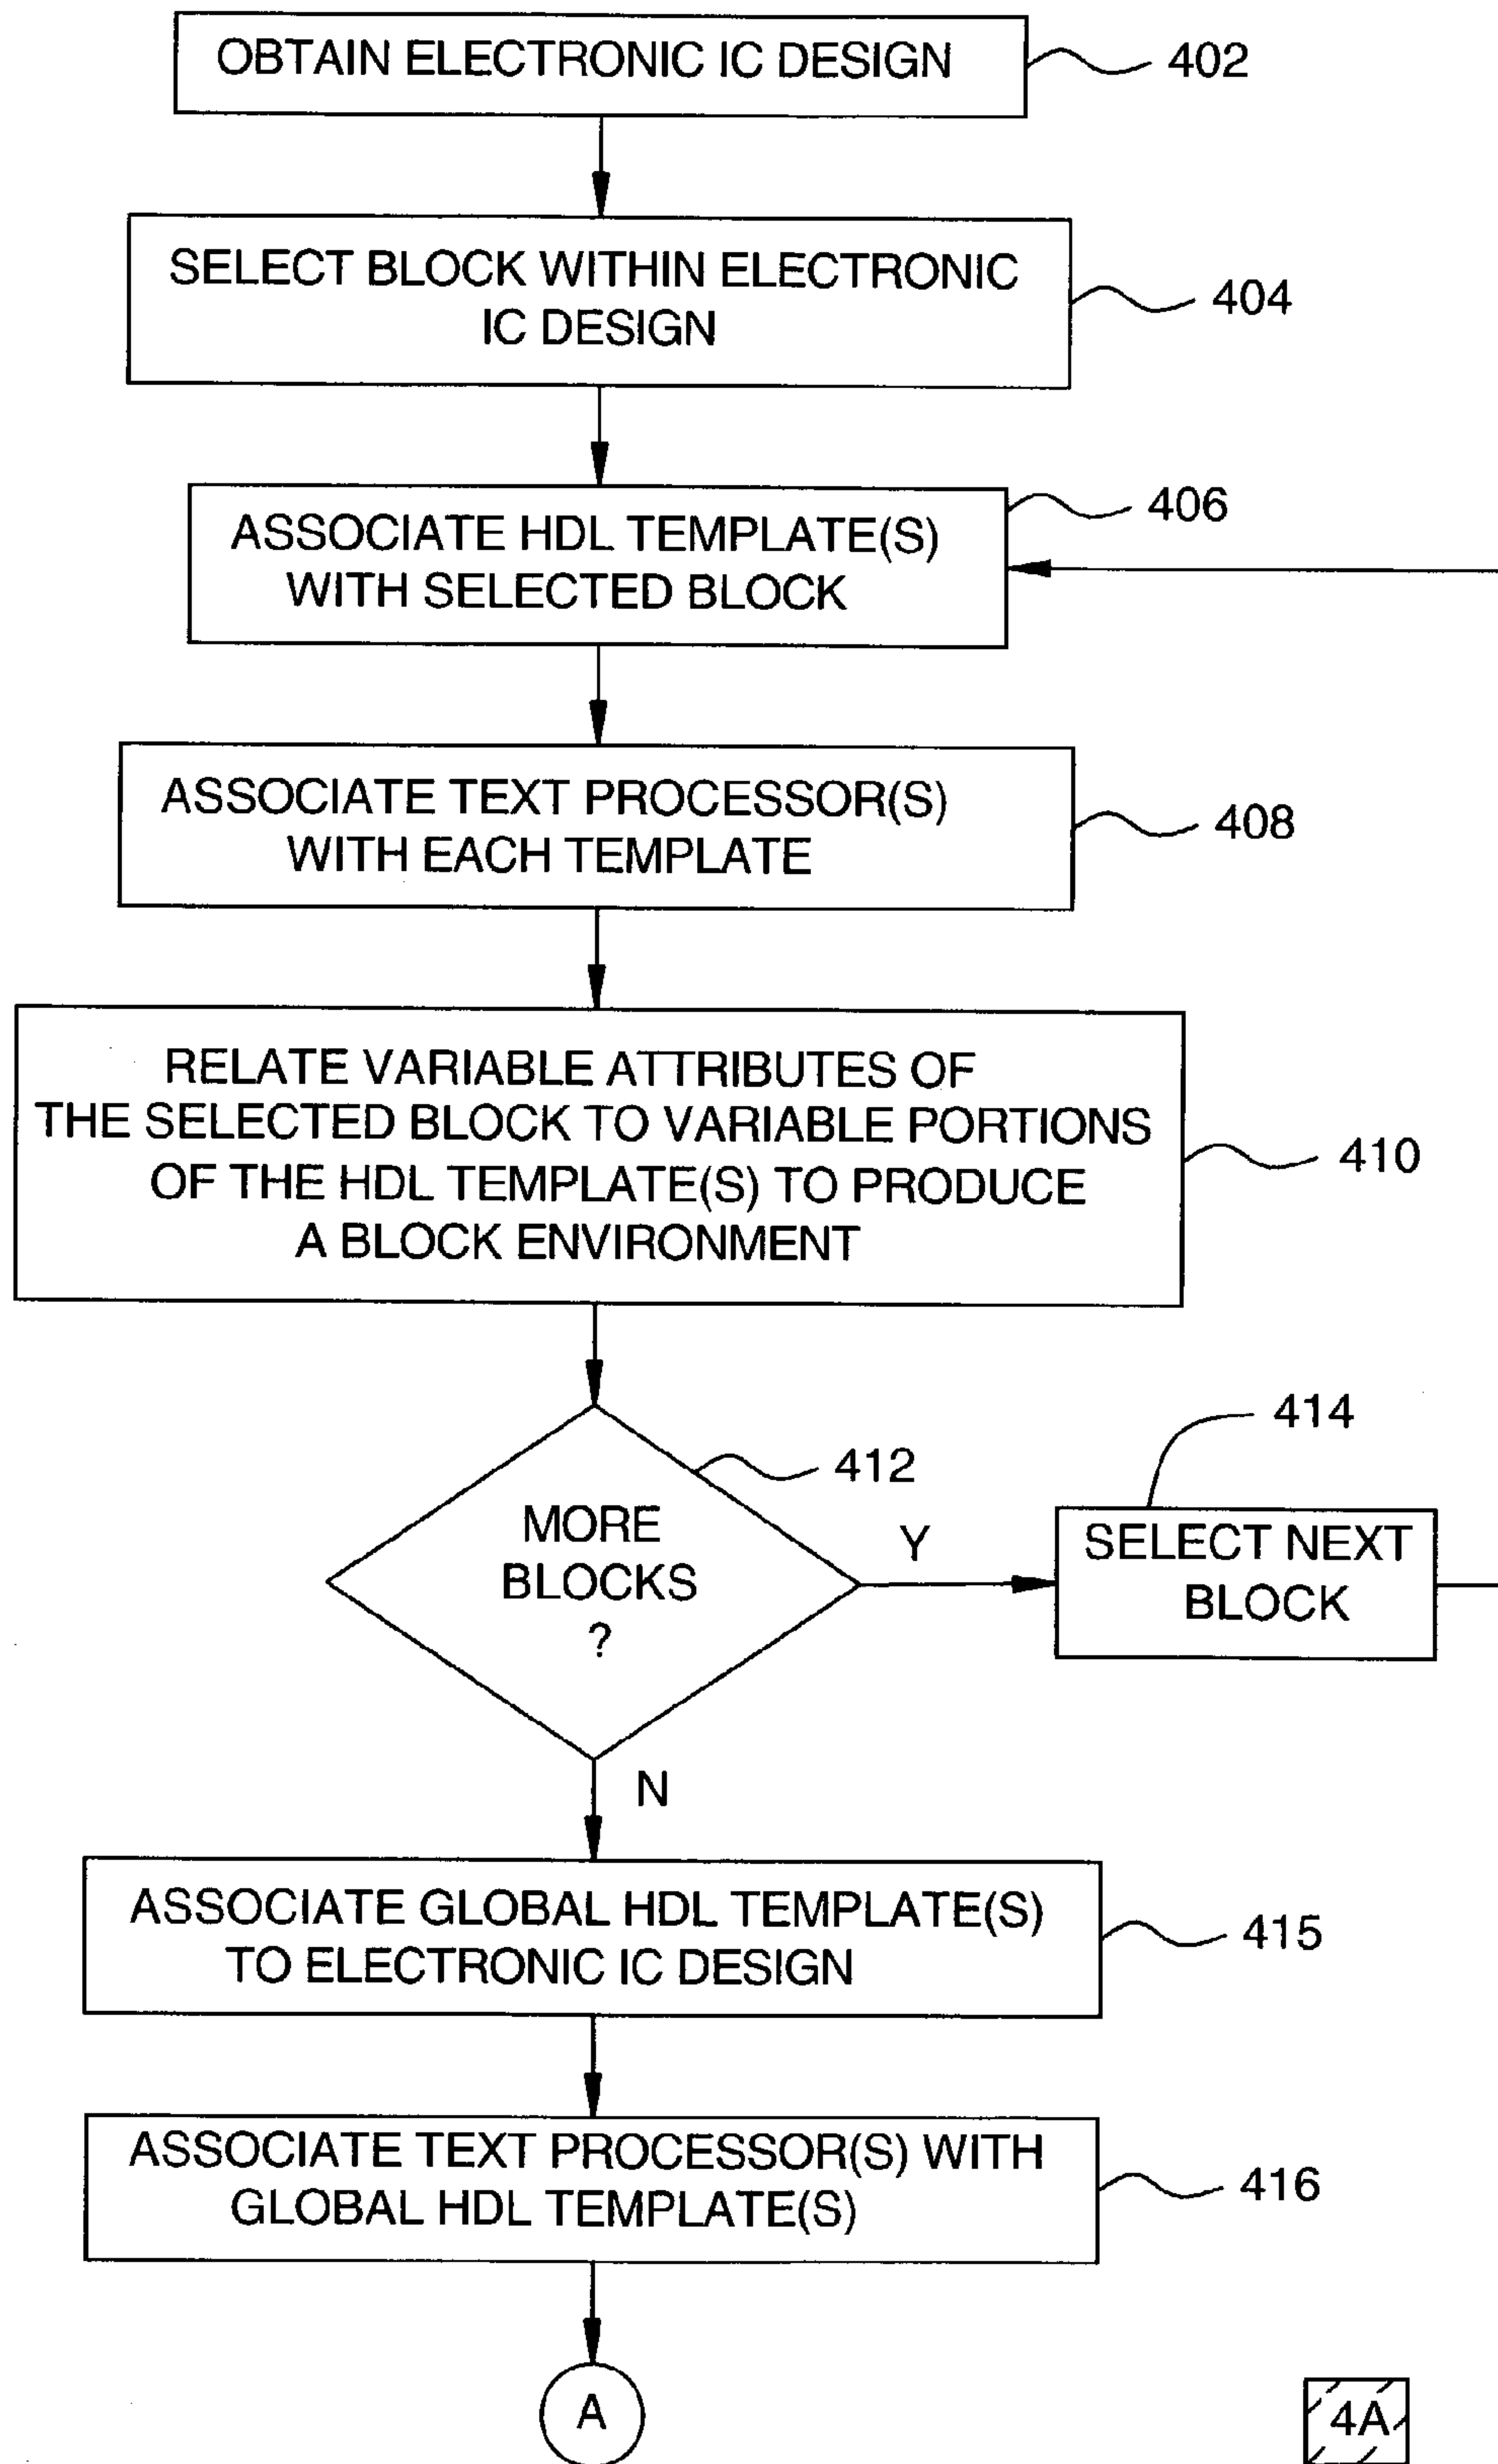 OBTAIN ELECTRONIC IC DESIGN
402
SELECT BLOCK WITHIN ELECTRONIC
IC DESIGN
404
ASSOCIATE HDL TEMPLATE(S)
WITH SELECTED BLOCK
406
ASSOCIATE TEXT PROCESSOR(S)
WITH EACH TEMPLATE
408
RELATE VARIABLE ATTRIBUTES OF
THE SELECTED BLOCK TO VARIABLE PORTIONS
OF THE HDL TEMPLATE(S) TO PRODUCE
A BLOCK ENVIRONMENT
410
MORE
BLOCKS
?
412
Y
414
SELECT NEXT
BLOCK
N
ASSOCIATE GLOBAL HDL TEMPLATE(S)
TO ELECTRONIC IC DESIGN
415
ASSOCIATE TEXT PROCESSOR(S) WITH
GLOBAL HDL TEMPLATE(S)
416
A
4A